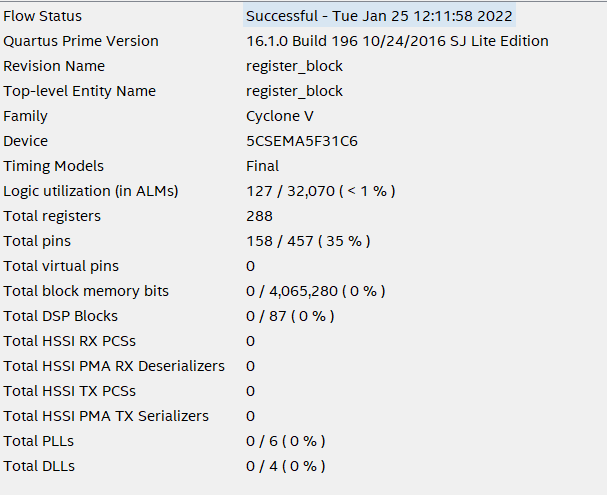 Flow Status Successful - Tue Jan 25 12:11:58 2022
Quartus Prime Version 16.1.0 Build 196 10/24/2016 SJ Lite Edition
Revision Name register_block
Top-level Entity Name register_block
Family Cyclone V
Device 5CSEMA5F31C6
Timing Models Final
Logic utilization (in ALMs) 127 / 32,070 ( < 1 % )
Total registers 288
Total pins 158 / 457 ( 35 % )
Total virtual pins 0
Total block memory bits 0 / 4,065,280 ( 0 % )
Total DSP Blocks 0 / 87 ( 0 % )
Total HSSI RX PCSs 0
Total HSSI PMA RX Deserializers 0
Total HSSI TX PCSs 0
Total HSSI PMA TX Serializers 0
Total PLLs 0 / 6 ( 0 % )
Total DLLs 0 / 4 ( 0 % )